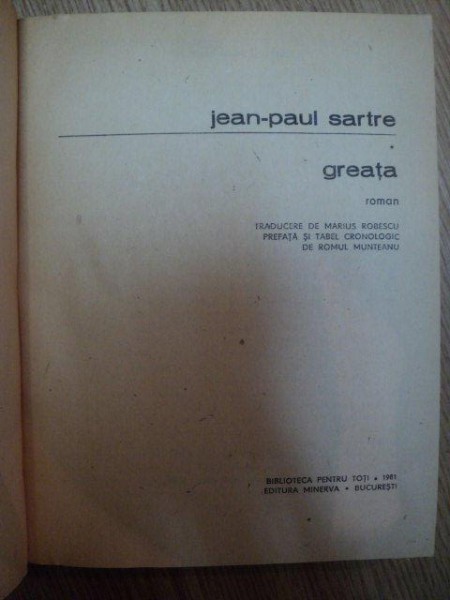 jean-paul sartre
greața
roman
TRADUCERE DE MARIUS ROBESCU
PREFAȚĂ ȘI TABEL CRONOLOGIC
DE ROMUL MUNTEANU
BIBLIOTECA PENTRU TOȚI • 1981
EDITURA MINERVA • BUCUREȘTI